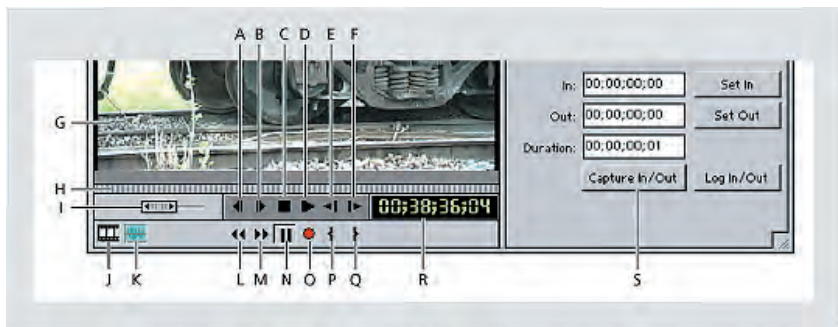 A B C D E F
In: 00;00;00;00 Set In
G
Out: 00;00;00;00 Set Out
Duration: 00;00;00;01
H
Capture In/Out Log In/Out
I
00;38;36;04
J K L M N O P Q R S